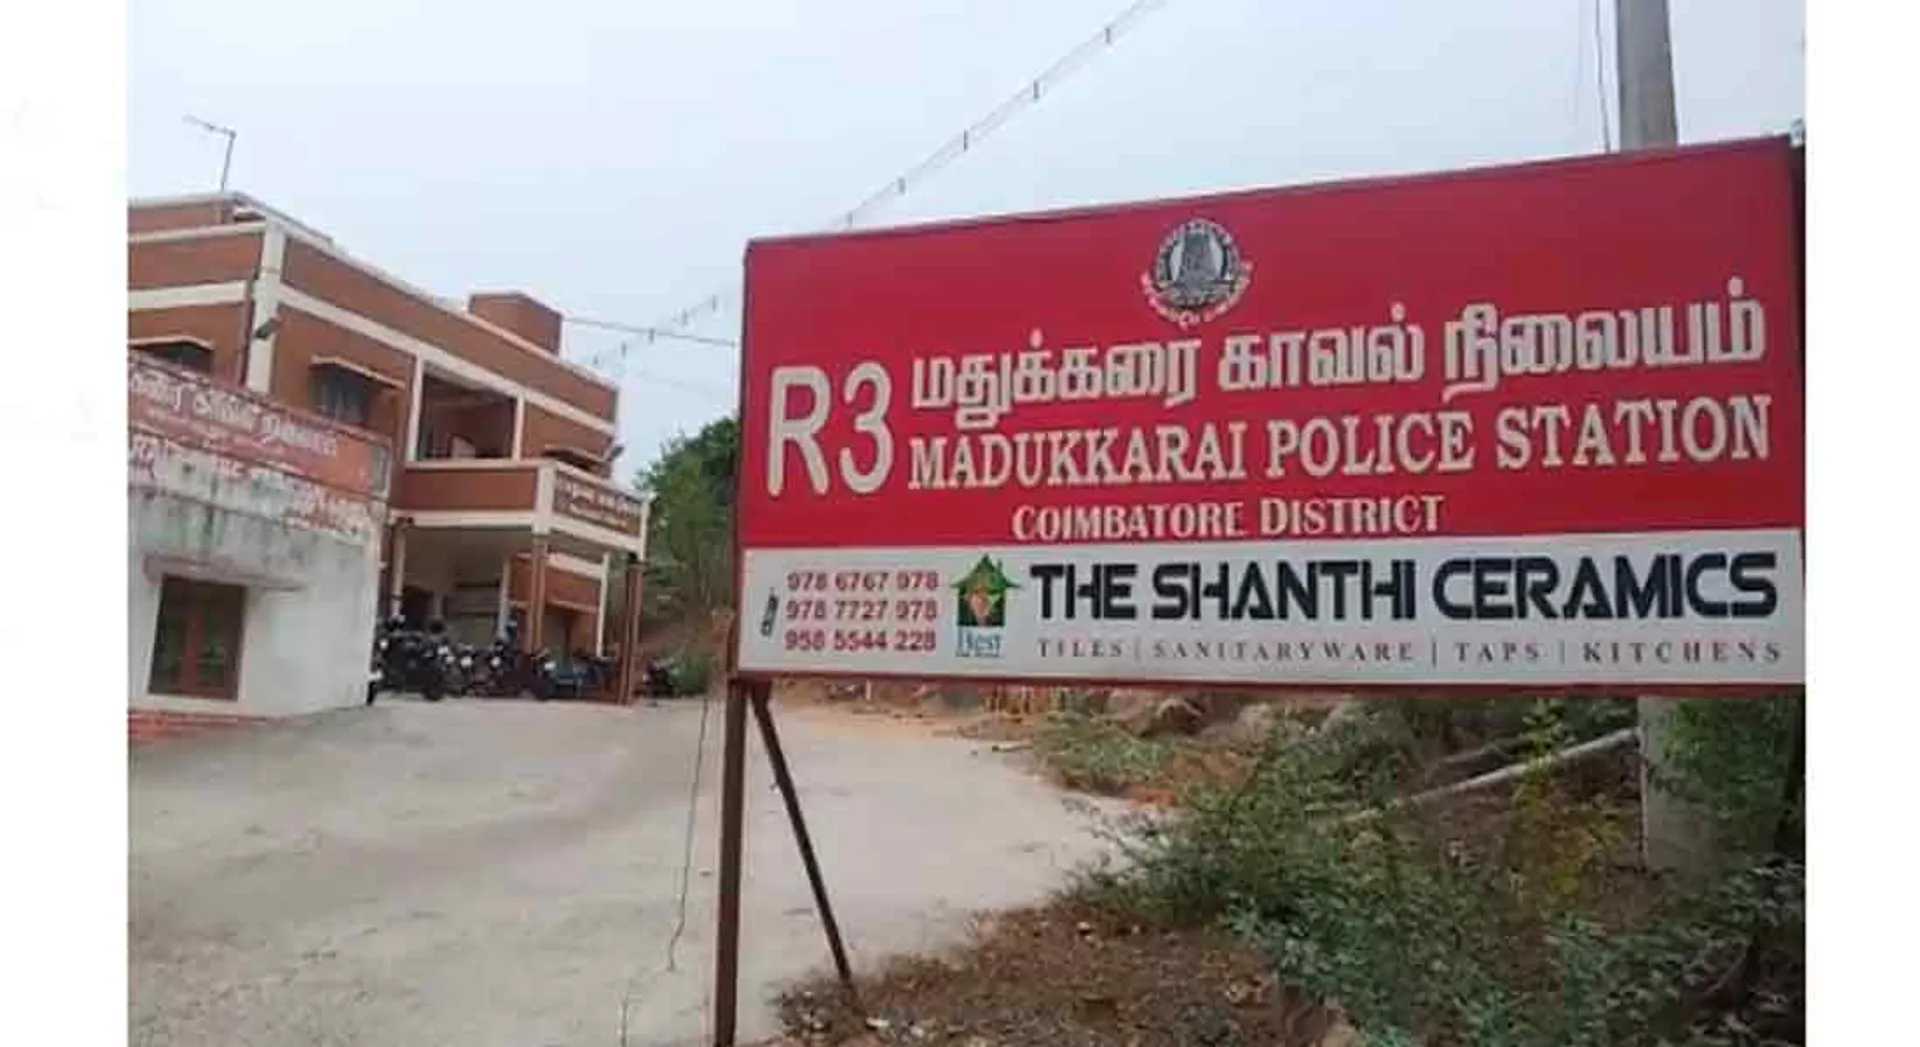 R3
மதுக்கரை காவல் நிலையம்
MADUKKARAI POLICE STATION
COIMBATORE DISTRICT
978 6767 978
978 7727 978
958 5544 228
THE SHANTHI CERAMICS
TILES | SANITARYWARE | TAPS | KITCHENS